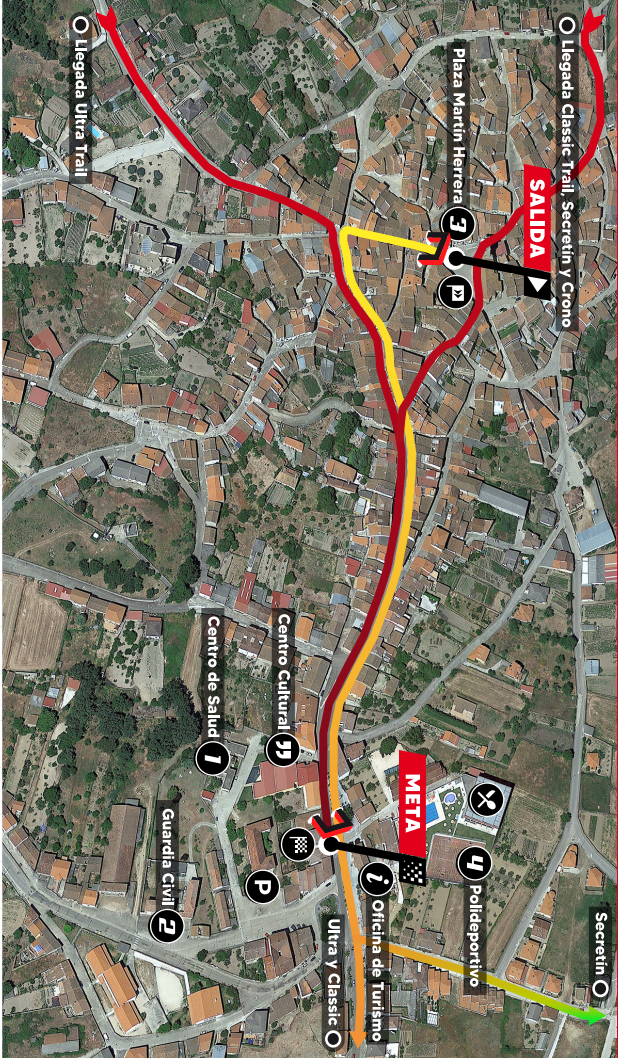 Llegada Ultra Trail
Llegada Classic Trail, Secretín y Crono
Plaza Martín Herrera
3
SALIDA
Centro de Salud
1
Centro Cultural
Guardia Civil
2
P
META
4
Polideportivo
i
Oficina de Turismo
Ultra y Classic
Secretín